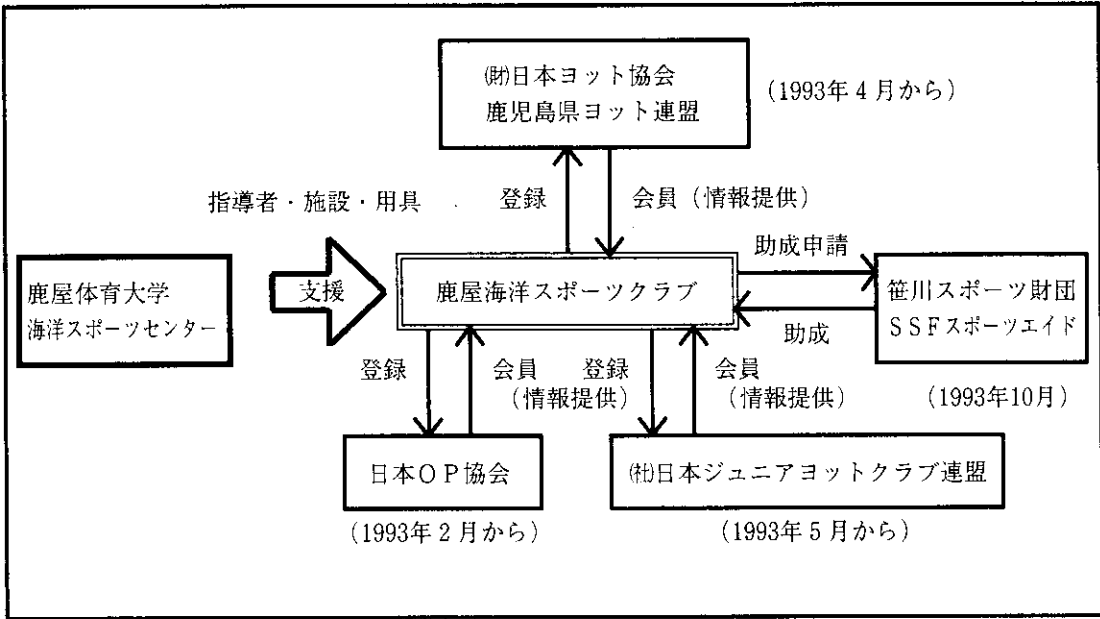 ㈶日本ヨット協会
鹿児島県ヨット連盟
(1993年4月から)
指導者・施設・用具
登録
会員(情報提供)
鹿屋体育大学
海洋スポーツセンター
支援
鹿屋海洋スポーツクラブ
助成申請
助成
笹川スポーツ財団
SSFスポーツエイド
(1993年10月)
登録
会員
(情報提供)
登録
会員
(情報提供)
日本OP協会
(1993年2月から)
㈳日本ジュニアヨットクラブ連盟
(1993年5月から)